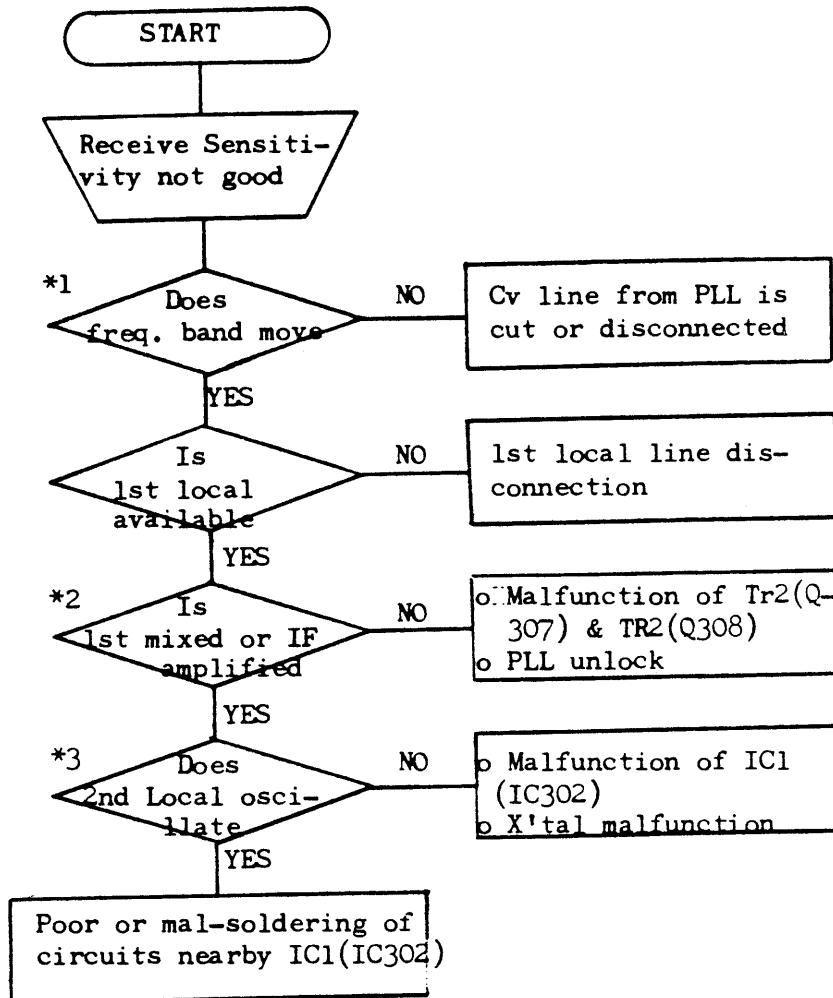 START
Receive Sensiti-
vity not good
*1
Does
freq. band move
NO
Cv line from PLL is
cut or disconnected
YES
Is
1st local
available
NO
1st local line dis-
connection
YES
*2
Is
1st mixed or IF
amplified
NO
o Malfunction of Tr2(Q-
307) & TR2(Q308)
o PLL unlock
YES
*3
Does
2nd Local osci-
llate
NO
o Malfunction of IC1
(IC302)
o X'tal malfunction
YES
Poor or mal-soldering of
circuits nearby IC1(IC302)